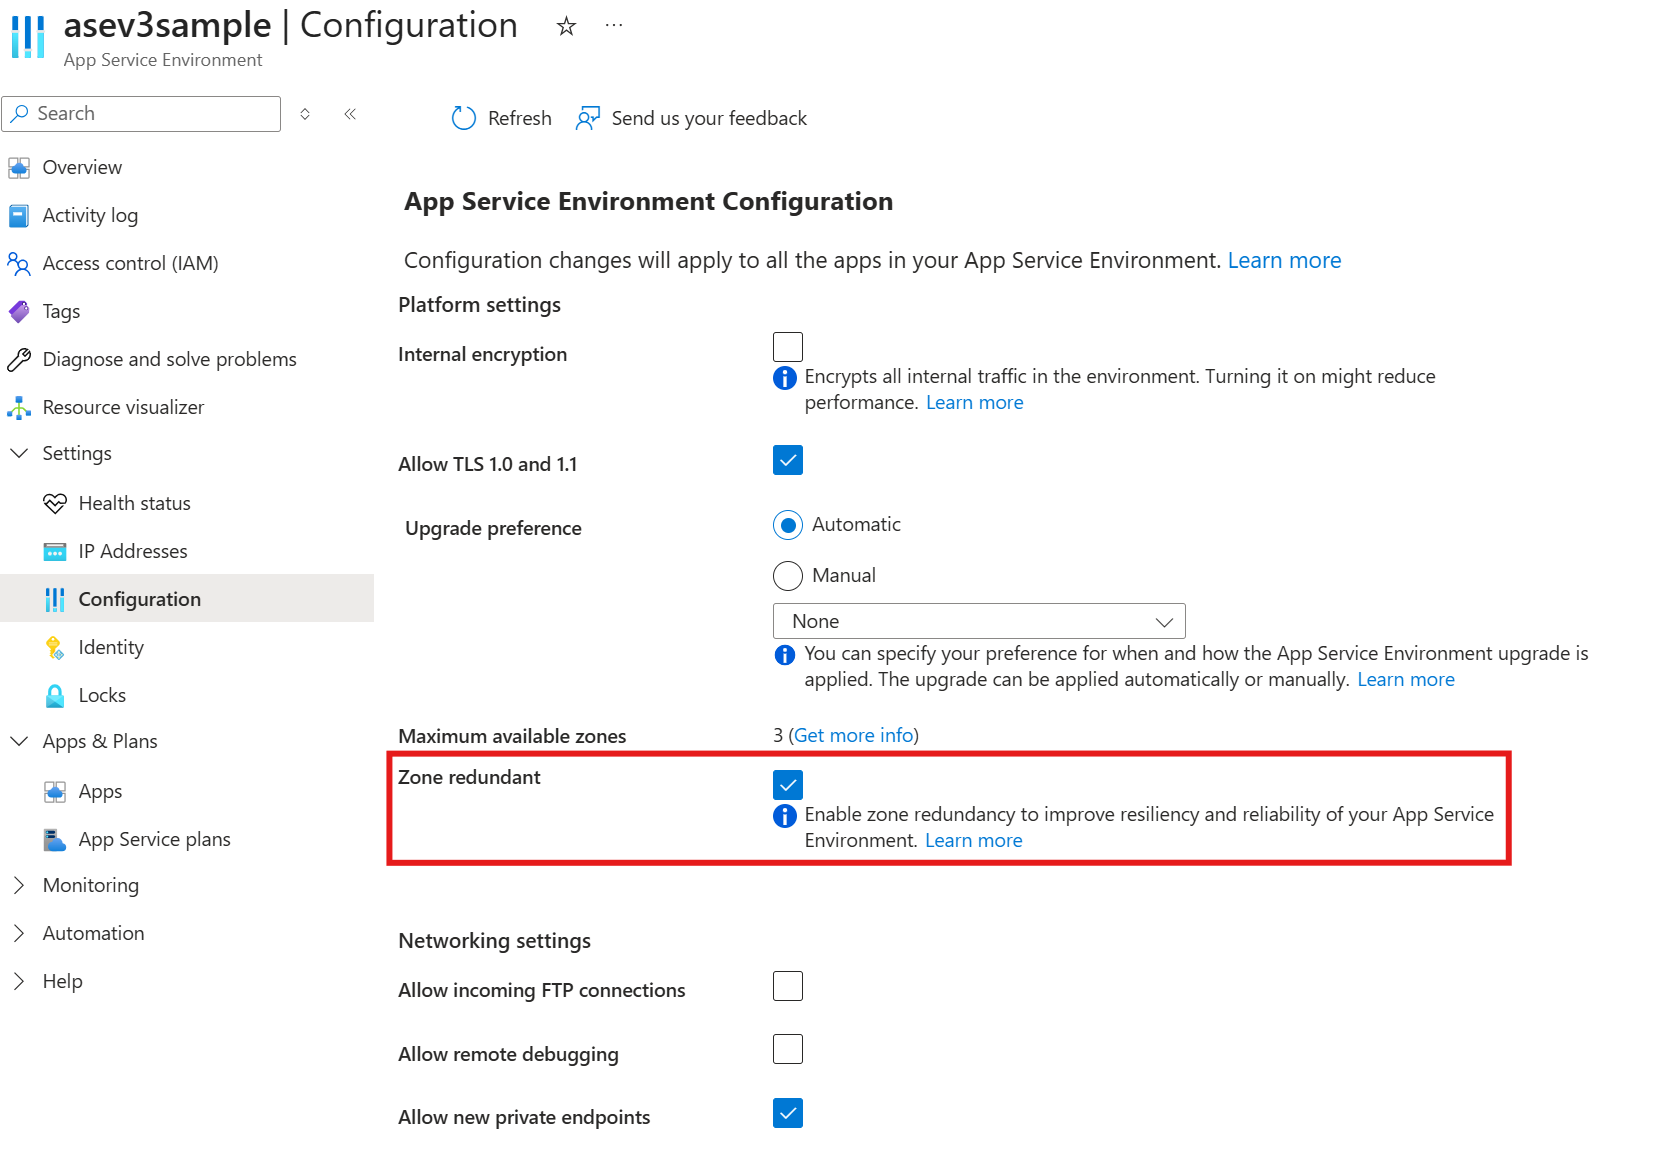 asev3sample | Configuration
App Service Environment
Search
Refresh
Send us your feedback
Overview
Activity log
Access control (IAM)
Tags
Diagnose and solve problems
Resource visualizer
Settings
Health status
IP Addresses
Configuration
Identity
Locks
Apps & Plans
Apps
App Service plans
Monitoring
Automation
Help
App Service Environment Configuration
Configuration changes will apply to all the apps in your App Service Environment. Learn more
Platform settings
Internal encryption
Encrypts all internal traffic in the environment. Turning it on might reduce
performance. Learn more
Allow TLS 1.0 and 1.1
Upgrade preference
Automatic
Manual
None
You can specify your preference for when and how the App Service Environment upgrade is
applied. The upgrade can be applied automatically or manually. Learn more
Maximum available zones
3 (Get more info)
Zone redundant
Enable zone redundancy to improve resiliency and reliability of your App Service
Environment. Learn more
Networking settings
Allow incoming FTP connections
Allow remote debugging
Allow new private endpoints